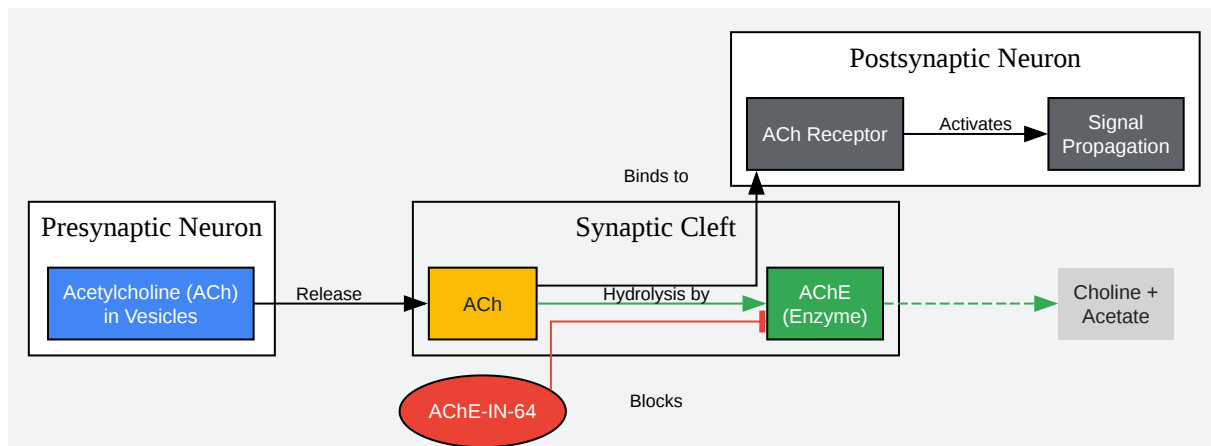 Postsynaptic Neuron
ACh Receptor
Activates
Signal
Propagation
Binds to
Presynaptic Neuron
Synaptic Cleft
Acetylcholine (ACh)
in Vesicles
Release
ACh
Hydrolysis by
AChE
(Enzyme)
Choline +
Acetate
AChE-IN-64
Blocks